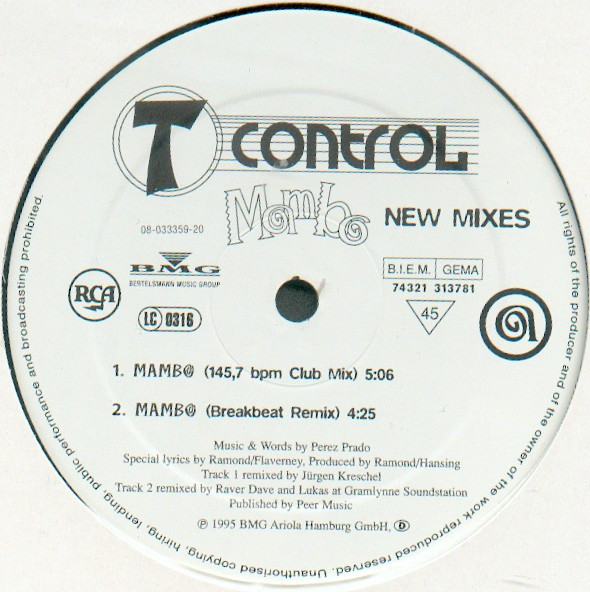 T CONTROL
Mambo NEW MIXES
08-033359-20
BMG
BERTELSMANN MUSIC GROUP
RCA
LC 0316
B.I.E.M. GEMA
74321 313781
45
a
1. MAMBO (145,7 bpm Club Mix) 5:06
2. MAMBO (Breakbeat Remix) 4:25
Music & Words by Perez Prado
Special lyrics by Ramond/Flaverney, Produced by Ramond/Hansing
Track 1 remixed by Jürgen Kreschel
Track 2 remixed by Raver Dave and Lukas at Gramlynne Soundstation
Published by Peer Music
℗ 1995 BMG Ariola Hamburg GmbH, Ⓓ
All rights of the producer and of the owner of the work reproduced reserved. Unauthorised copying, hiring, lending, public performance and broadcasting prohibited.